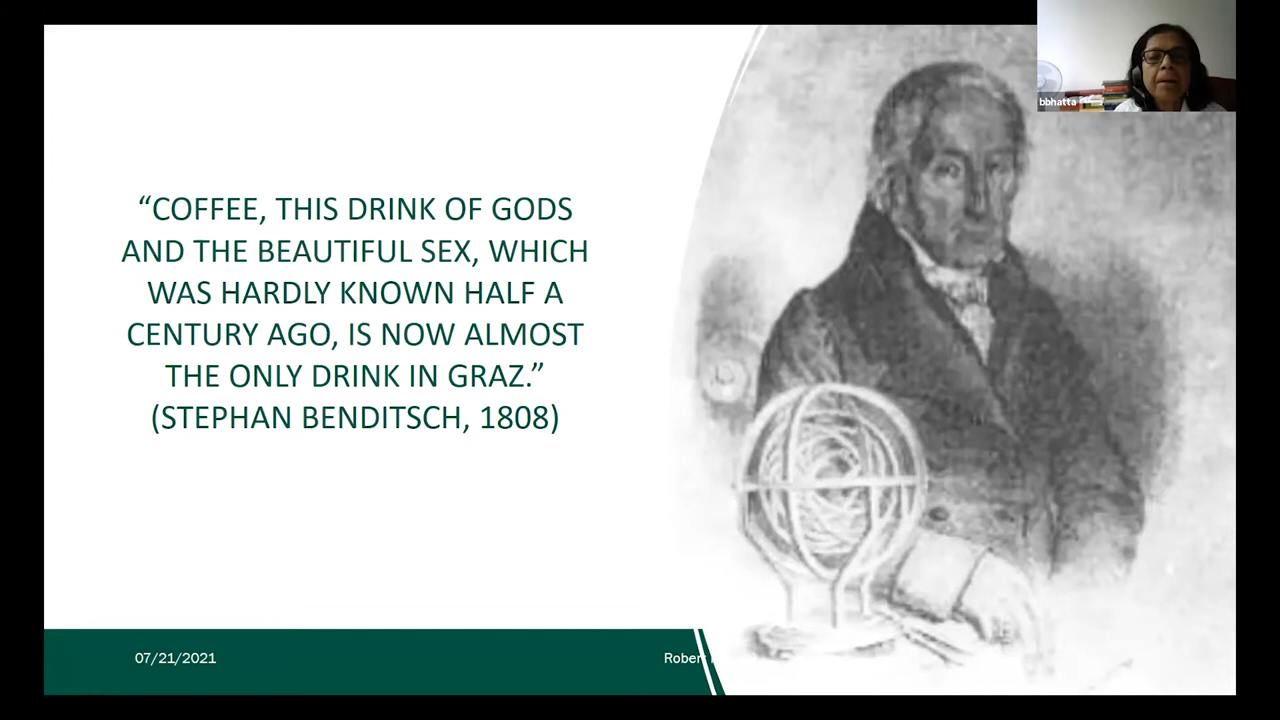 bbhatta
“COFFEE, THIS DRINK OF GODS
AND THE BEAUTIFUL SEX, WHICH
WAS HARDLY KNOWN HALF A
CENTURY AGO, IS NOW ALMOST
THE ONLY DRINK IN GRAZ.”
(STEPHAN BENDITSCH, 1808)
07/21/2021
Robert